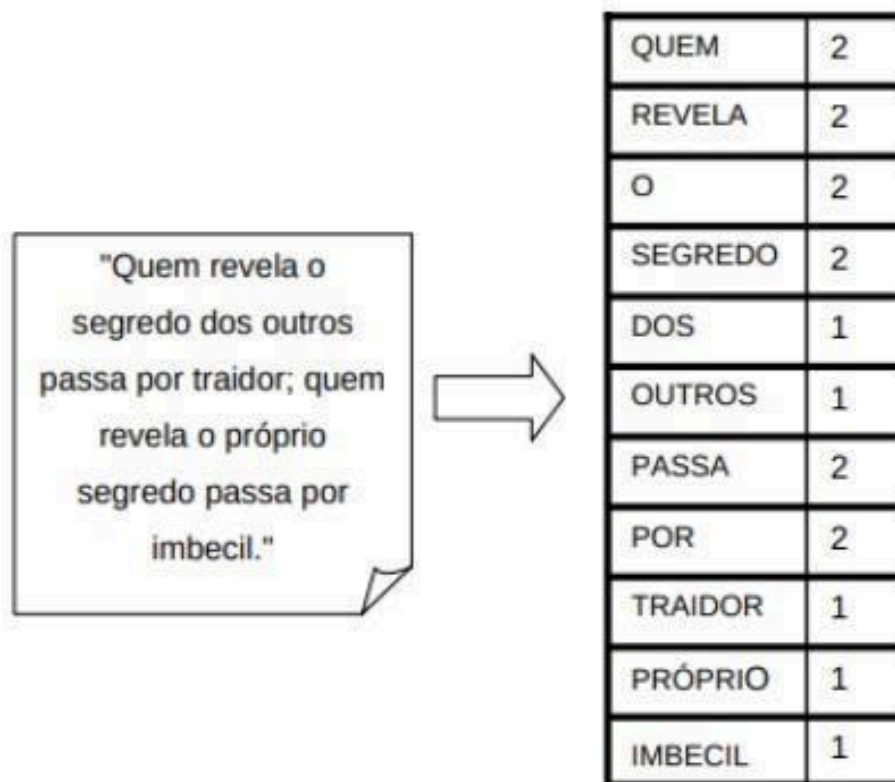 "Quem revela o
segredo dos outros
passa por traidor; quem
revela o próprio
segredo passa por
imbecil."
QUEM 2
REVELA 2
O 2
SEGREDO 2
DOS 1
OUTROS 1
PASSA 2
POR 2
TRAIDOR 1
PRÓPRIO 1
IMBECIL 1